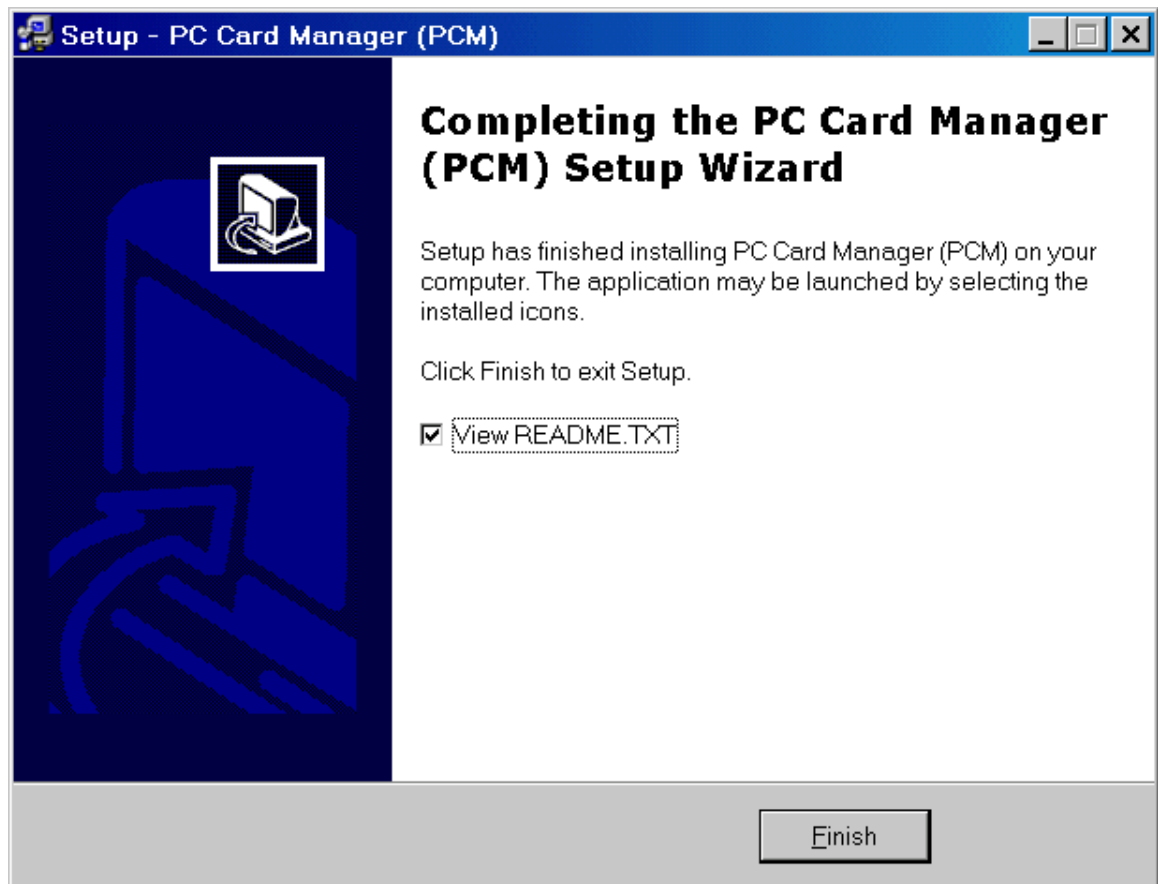 Setup - PC Card Manager (PCM)
Completing the PC Card Manager
(PCM) Setup Wizard
Setup has finished installing PC Card Manager (PCM) on your
computer. The application may be launched by selecting the
installed icons.
Click Finish to exit Setup.
View README.TXT
Finish